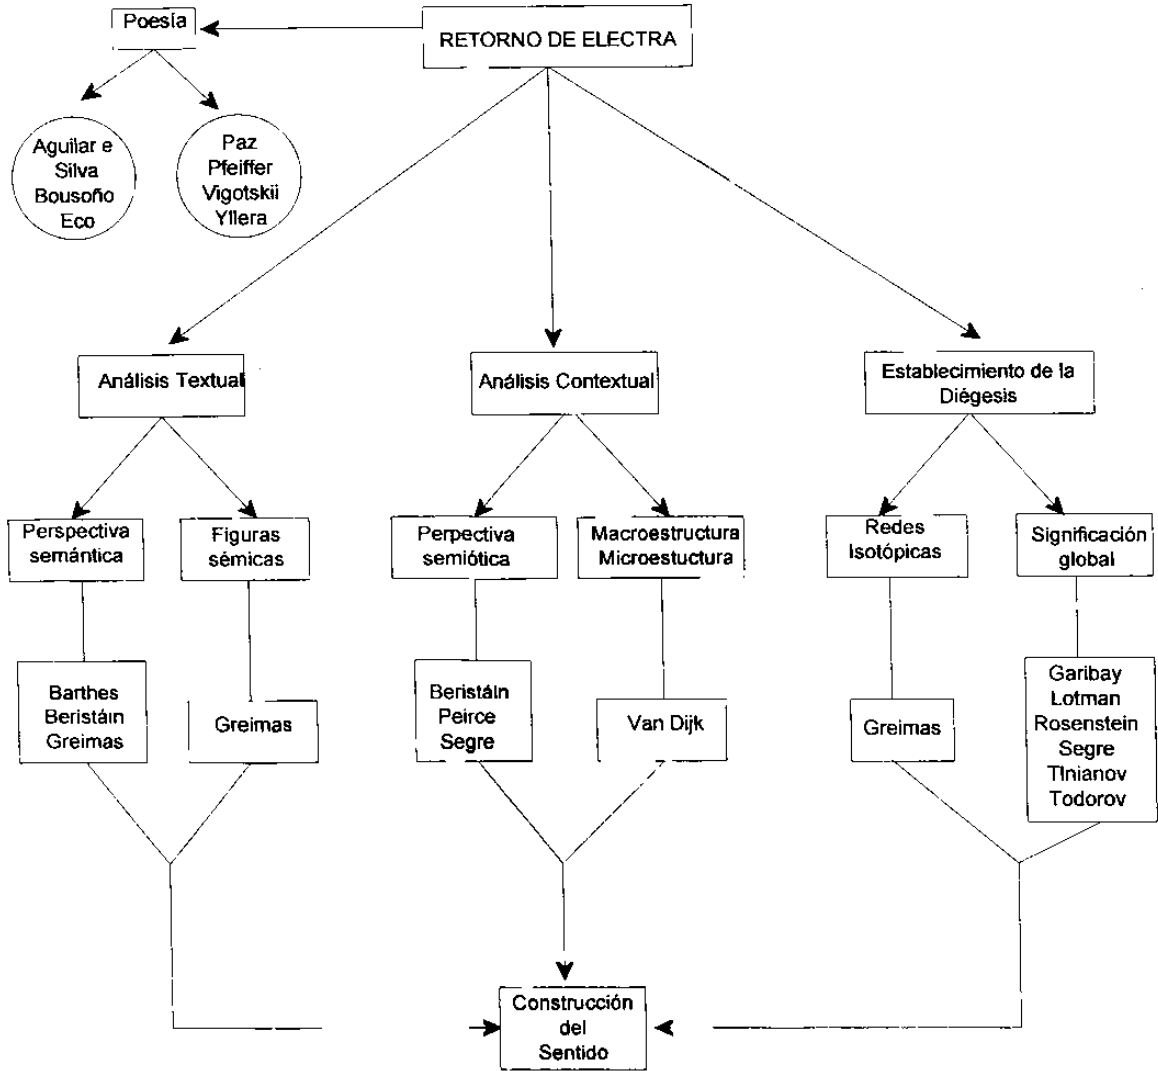 Poesía
RETORNO DE ELECTRA
Aguilar e
Silva
Bousoño
Eco
Paz
Pfeiffer
Vigotskii
Yllera
Análisis Textual
Análisis Contextual
Establecimiento de la
Diégesis
Perspectiva
semántica
Figuras
sémicas
Perpectiva
semiótica
Macroestructura
Microestuctura
Redes
Isotópicas
Significación
global
Barthes
Beristáin
Greimas
Greimas
Beristáin
Peirce
Segre
Van Dijk
Greimas
Garibay
Lotman
Rosenstein
Segre
Tinianov
Todorov
Construcción
del
Sentido